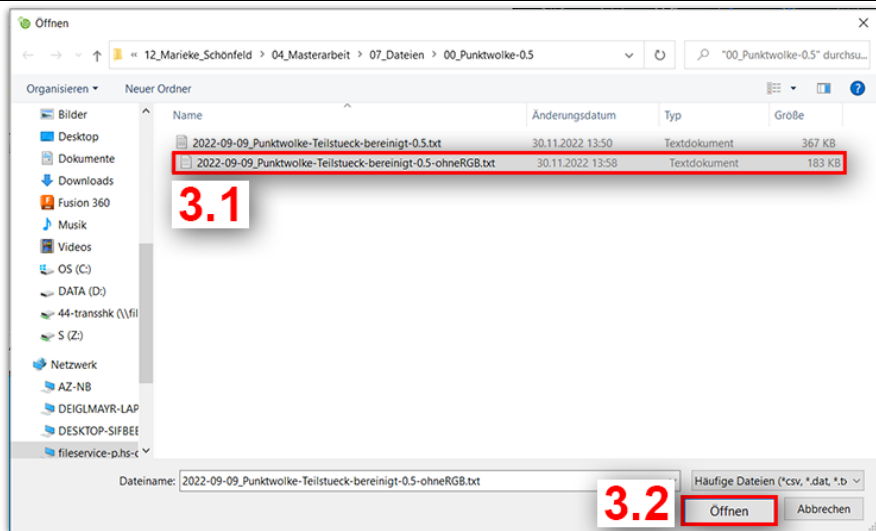 Öffnen
« 12_Marieke_Schönfeld > 04_Masterarbeit > 07_Dateien > 00_Punktwolke-0.5
"00_Punktwolke-0.5" durchsu...
Organisieren Neuer Ordner
Name Änderungsdatum Typ Größe
Bilder
Desktop
Dokumente
Downloads
Fusion 360
Musik
Videos
OS (C:)
DATA (D:)
44-transshk (\\fil
S (Z:)
Netzwerk
AZ-NB
DEIGLMAYR-LAP
DESKTOP-SIFBEE
fileservice-p.hs-c
2022-09-09_Punktwolke-Teilstueck-bereinigt-0.5.txt 30.11.2022 13:50 Textdokument 367 KB
2022-09-09_Punktwolke-Teilstueck-bereinigt-0.5-ohneRGB.txt 30.11.2022 13:58 Textdokument 183 KB
3.1
Dateiname: 2022-09-09_Punktwolke-Teilstueck-bereinigt-0.5-ohneRGB.txt
Häufige Dateien (*csv, *.dat, *.t
3.2
Öffnen Abbrechen